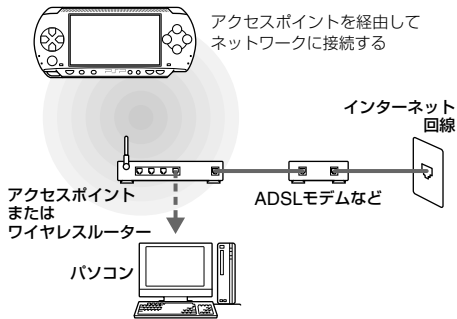 アクセスポイントを経由して
ネットワークに接続する
PSP
インターネット
回線
アクセスポイント
または
ワイヤレスルーター
ADSLモデムなど
パソコン